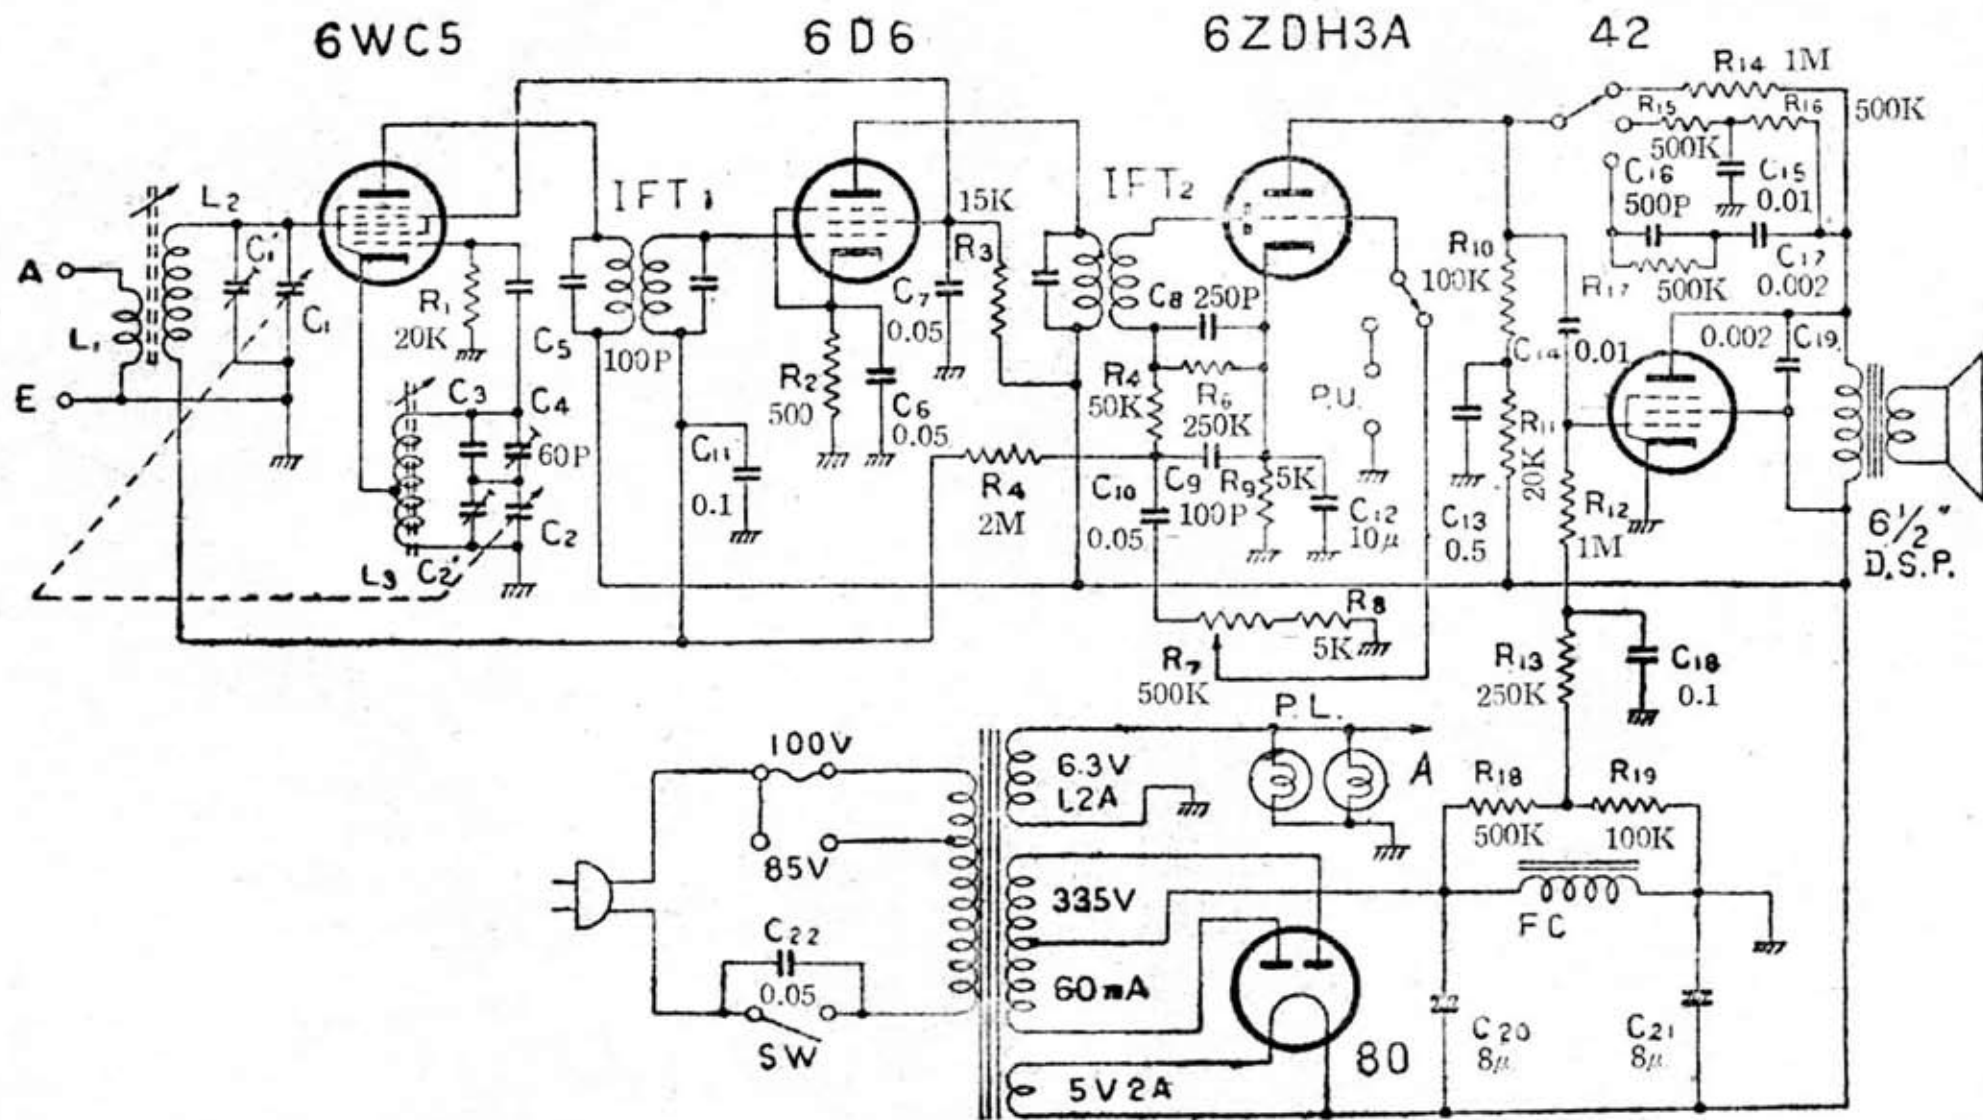 6WC5
6D6
6ZDH3A
42
R14 1M
500K
R15
R16
500K
C16
500P
C15
0.01
C17
0.002
R17
500K
L2
C1'
C1
A
L1
E
R1
20K
C5
C3
C4
60P
L3
C2'
C2
IFT1
100P
C11
0.1
R2
500
C6
0.05
C7
0.05
15K
R3
IFT2
C8 250P
R4
50K
R6
250K
R4
2M
C10
0.05
C9
100P
R9
5K
C12
10μ
P.U.
R10
100K
C14 0.01
R11
20K
C13
0.5
R12
1M
0.002
C19
6½"
D.S.P.
R7
500K
R8
5K
R13
250K
C18
0.1
P.L.
A
100V
85V
C22
0.05
SW
6.3V
1.2A
335V
60mA
5V2A
80
R18
500K
R19
100K
FC
C20
8μ
C21
8μ